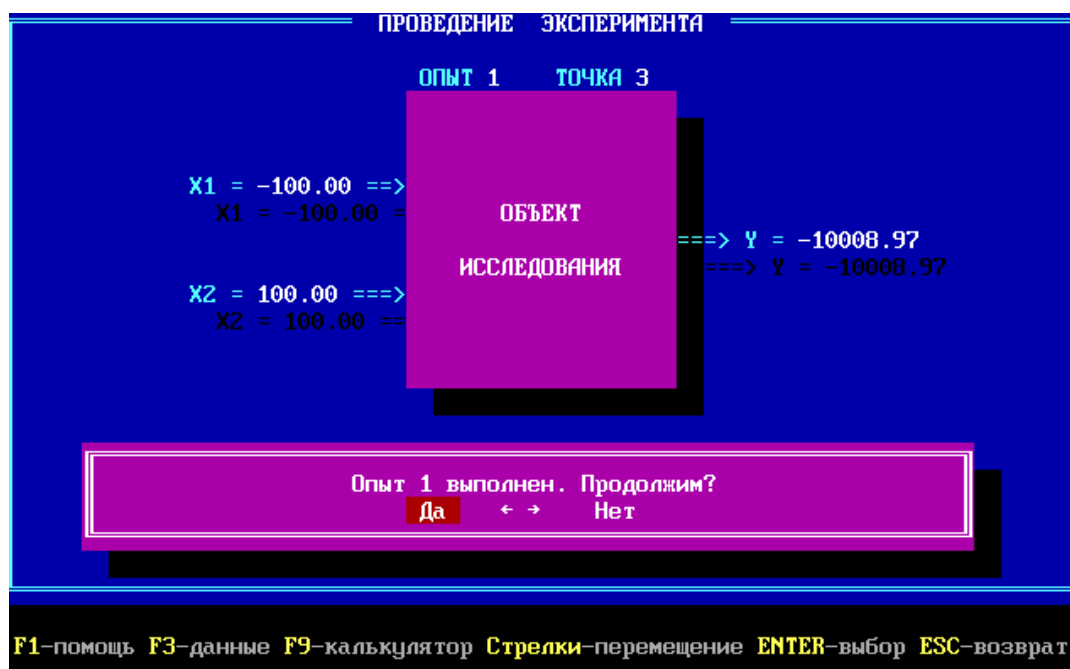 ПРОВЕДЕНИЕ ЭКСПЕРИМЕНТА
ОПЫТ 1 ТОЧКА 3
X1 = -100.00 ==>
X1 = -100.00 =
ОБЪЕКТ
===> Y = -10008.97
ИССЛЕДОВАНИЯ
===> Y = -10008.97
X2 = 100.00 ===>
X2 = 100.00 ==
Опыт 1 выполнен. Продолжим?
Да ← → Нет
F1-помощь F3-данные F9-калькулятор Стрелки-перемещение ENTER-выбор ESC-возврат